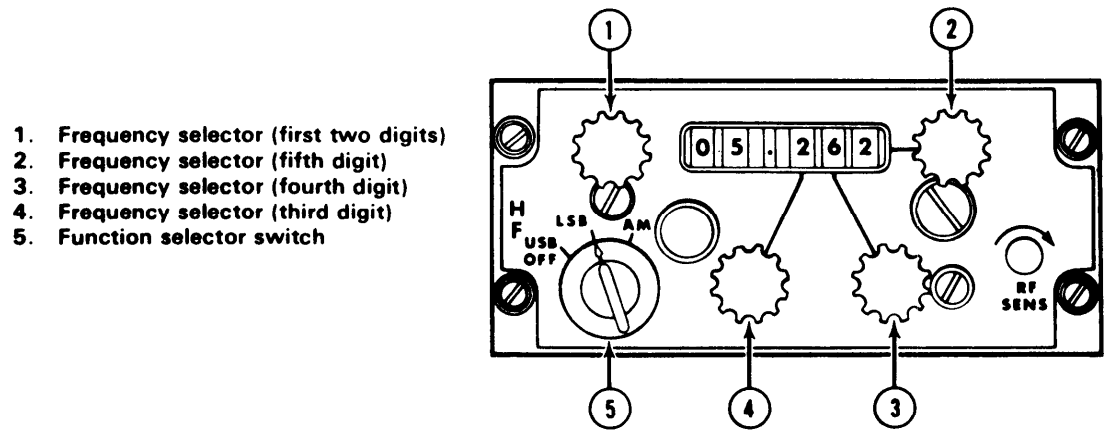 1. Frequency selector (first two digits)
2. Frequency selector (fifth digit)
3. Frequency selector (fourth digit)
4. Frequency selector (third digit)
5. Function selector switch
1
2
0 5 . 2 6 2
HF
LSB
AM
USB
OFF
RF
SENS
5
4
3